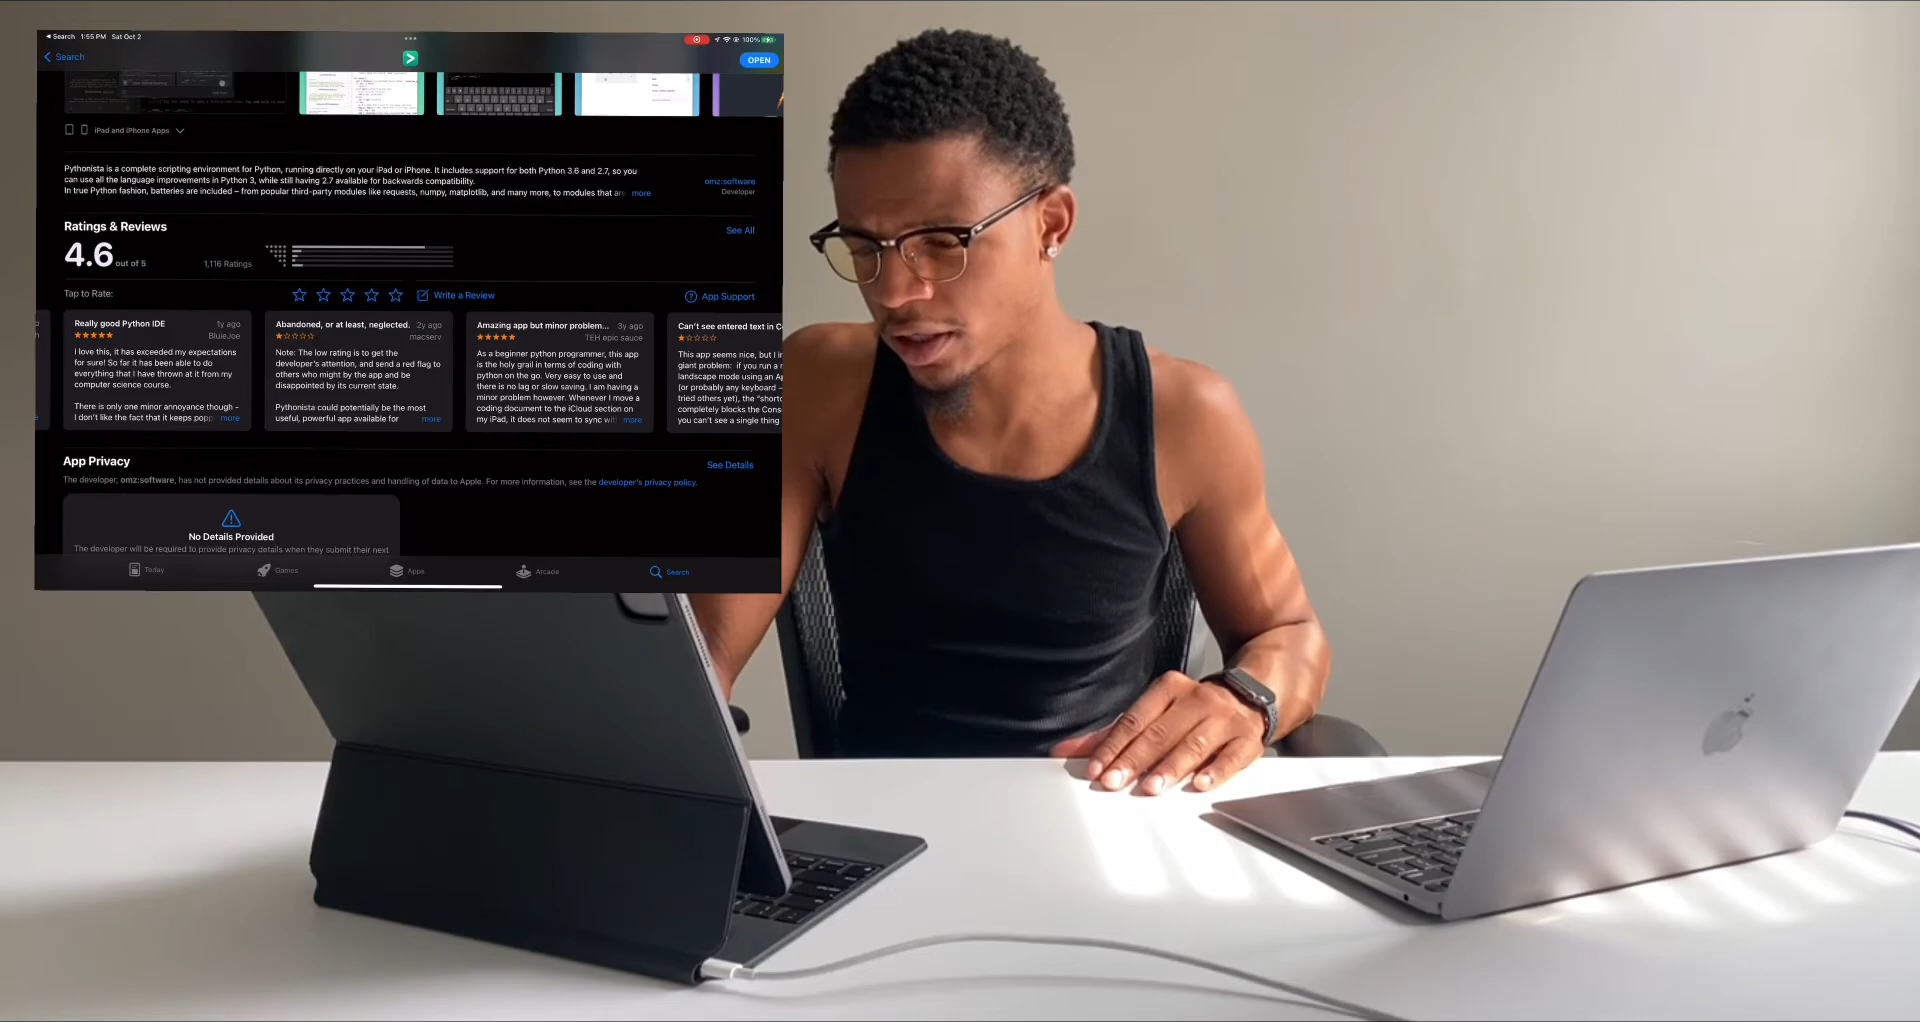 Search 1:55 PM Sat Oct 2
100%
Search
OPEN
iPad and iPhone Apps
Pythonista is a complete scripting environment for Python, running directly on your iPad or iPhone. It includes support for both Python 3.6 and 2.7, so you
can use all the language improvements in Python 3, while still having 2.7 available for backwards compatibility.
In true Python fashion, batteries are included – from popular third-party modules like requests, numpy, matplotlib, and many more, to modules that are more
omz:software
Developer
Ratings & Reviews
See All
4.6 out of 5
1,116 Ratings
Tap to Rate:
Write a Review
App Support
Really good Python IDE
1y ago
BluieJoe
I love this, it has exceeded my expectations
for sure! So far it has been able to do
everything that I have thrown at it from my
computer science course.
There is only one minor annoyance though -
I don't like the fact that it keeps popp more
Abandoned, or at least, neglected.
2y ago
macserv
Note: The low rating is to get the
developer's attention, and send a red flag to
others who might by the app and be
disappointed by its current state.
Pythonista could potentially be the most
useful, powerful app available for more
Amazing app but minor problem...
3y ago
TEH epic sauce
As a beginner python programmer, this app
is the holy grail in terms of coding with
python on the go. Very easy to use and
there is no lag or slow saving. I am having a
minor problem however. Whenever I move a
coding document to the iCloud section on
my iPad, it does not seem to sync with more
Can't see entered text in C
This app seems nice, but I
giant problem: if you run a
landscape mode using an
(or probably any keyboard –
tried others yet), the "short
completely blocks the Cons
you can't see a single thing
App Privacy
See Details
The developer, omz:software, has not provided details about its privacy practices and handling of data to Apple. For more information, see the developer's privacy policy.
No Details Provided
The developer will be required to provide privacy details when they submit their next
Today
Games
Apps
Arcade
Search